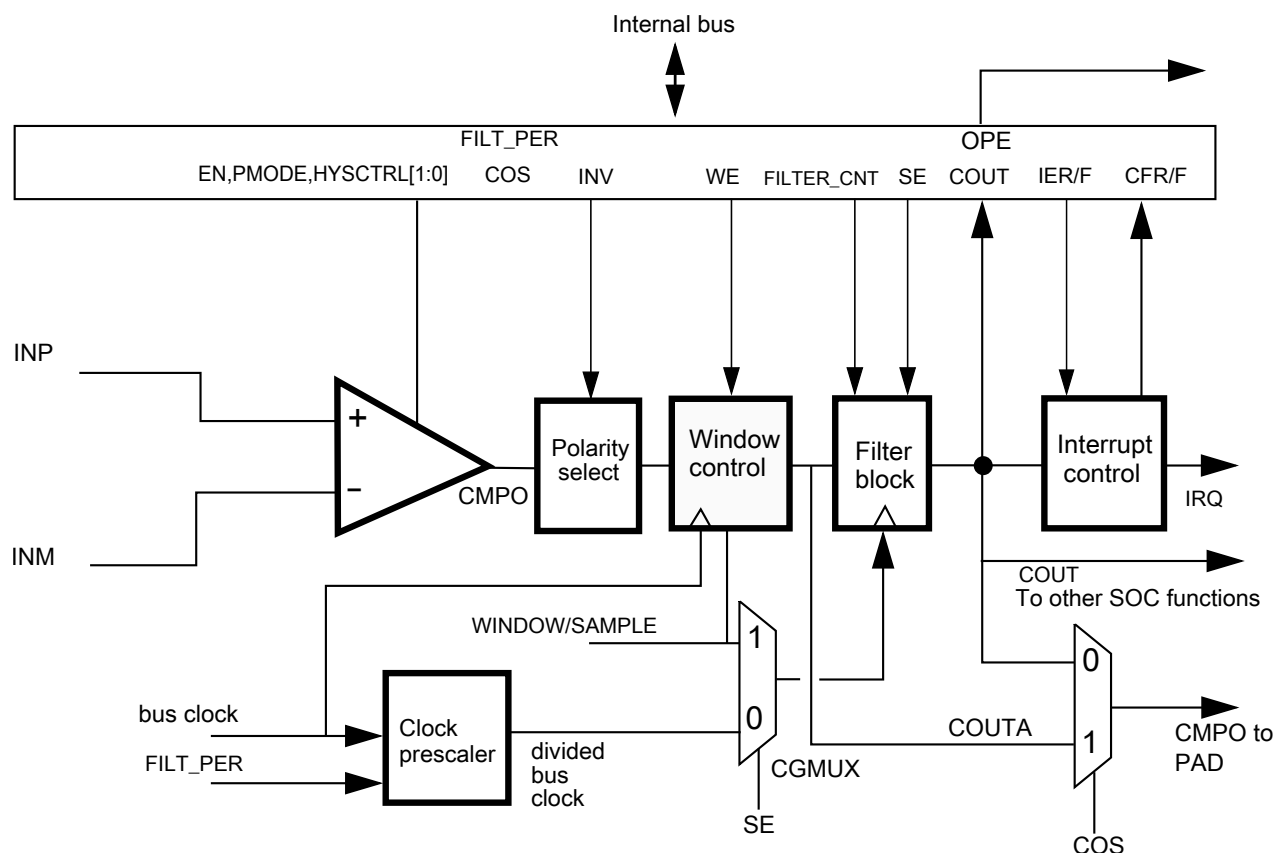 Internal bus
FILT_PER
OPE
EN,PMODE,HYSCTRL[1:0]
COS
INV
WE
FILTER_CNT
SE
COUT
IER/F
CFR/F
INP
+
−
INM
CMPO
Polarity
select
Window
control
Filter
block
Interrupt
control
IRQ
COUT
To other SOC functions
WINDOW/SAMPLE
1
0
CGMUX
SE
bus clock
FILT_PER
Clock
prescaler
divided
bus
clock
COUTA
0
1
CMPO to
PAD
COS